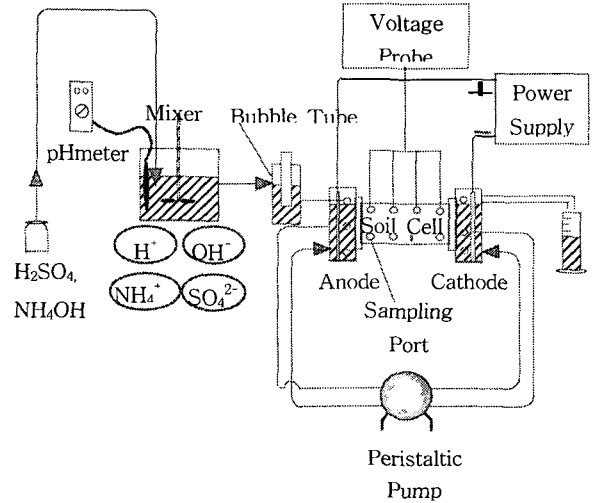 Voltage
Probe
Power
Supply
Mixer
Bubble Tube
pHmeter
H⁺
OH⁻
NH₄⁺
SO₄²⁻
H₂SO₄,
NH₄OH
Soil Cell
Anode
Cathode
Sampling
Port
Peristaltic
Pump